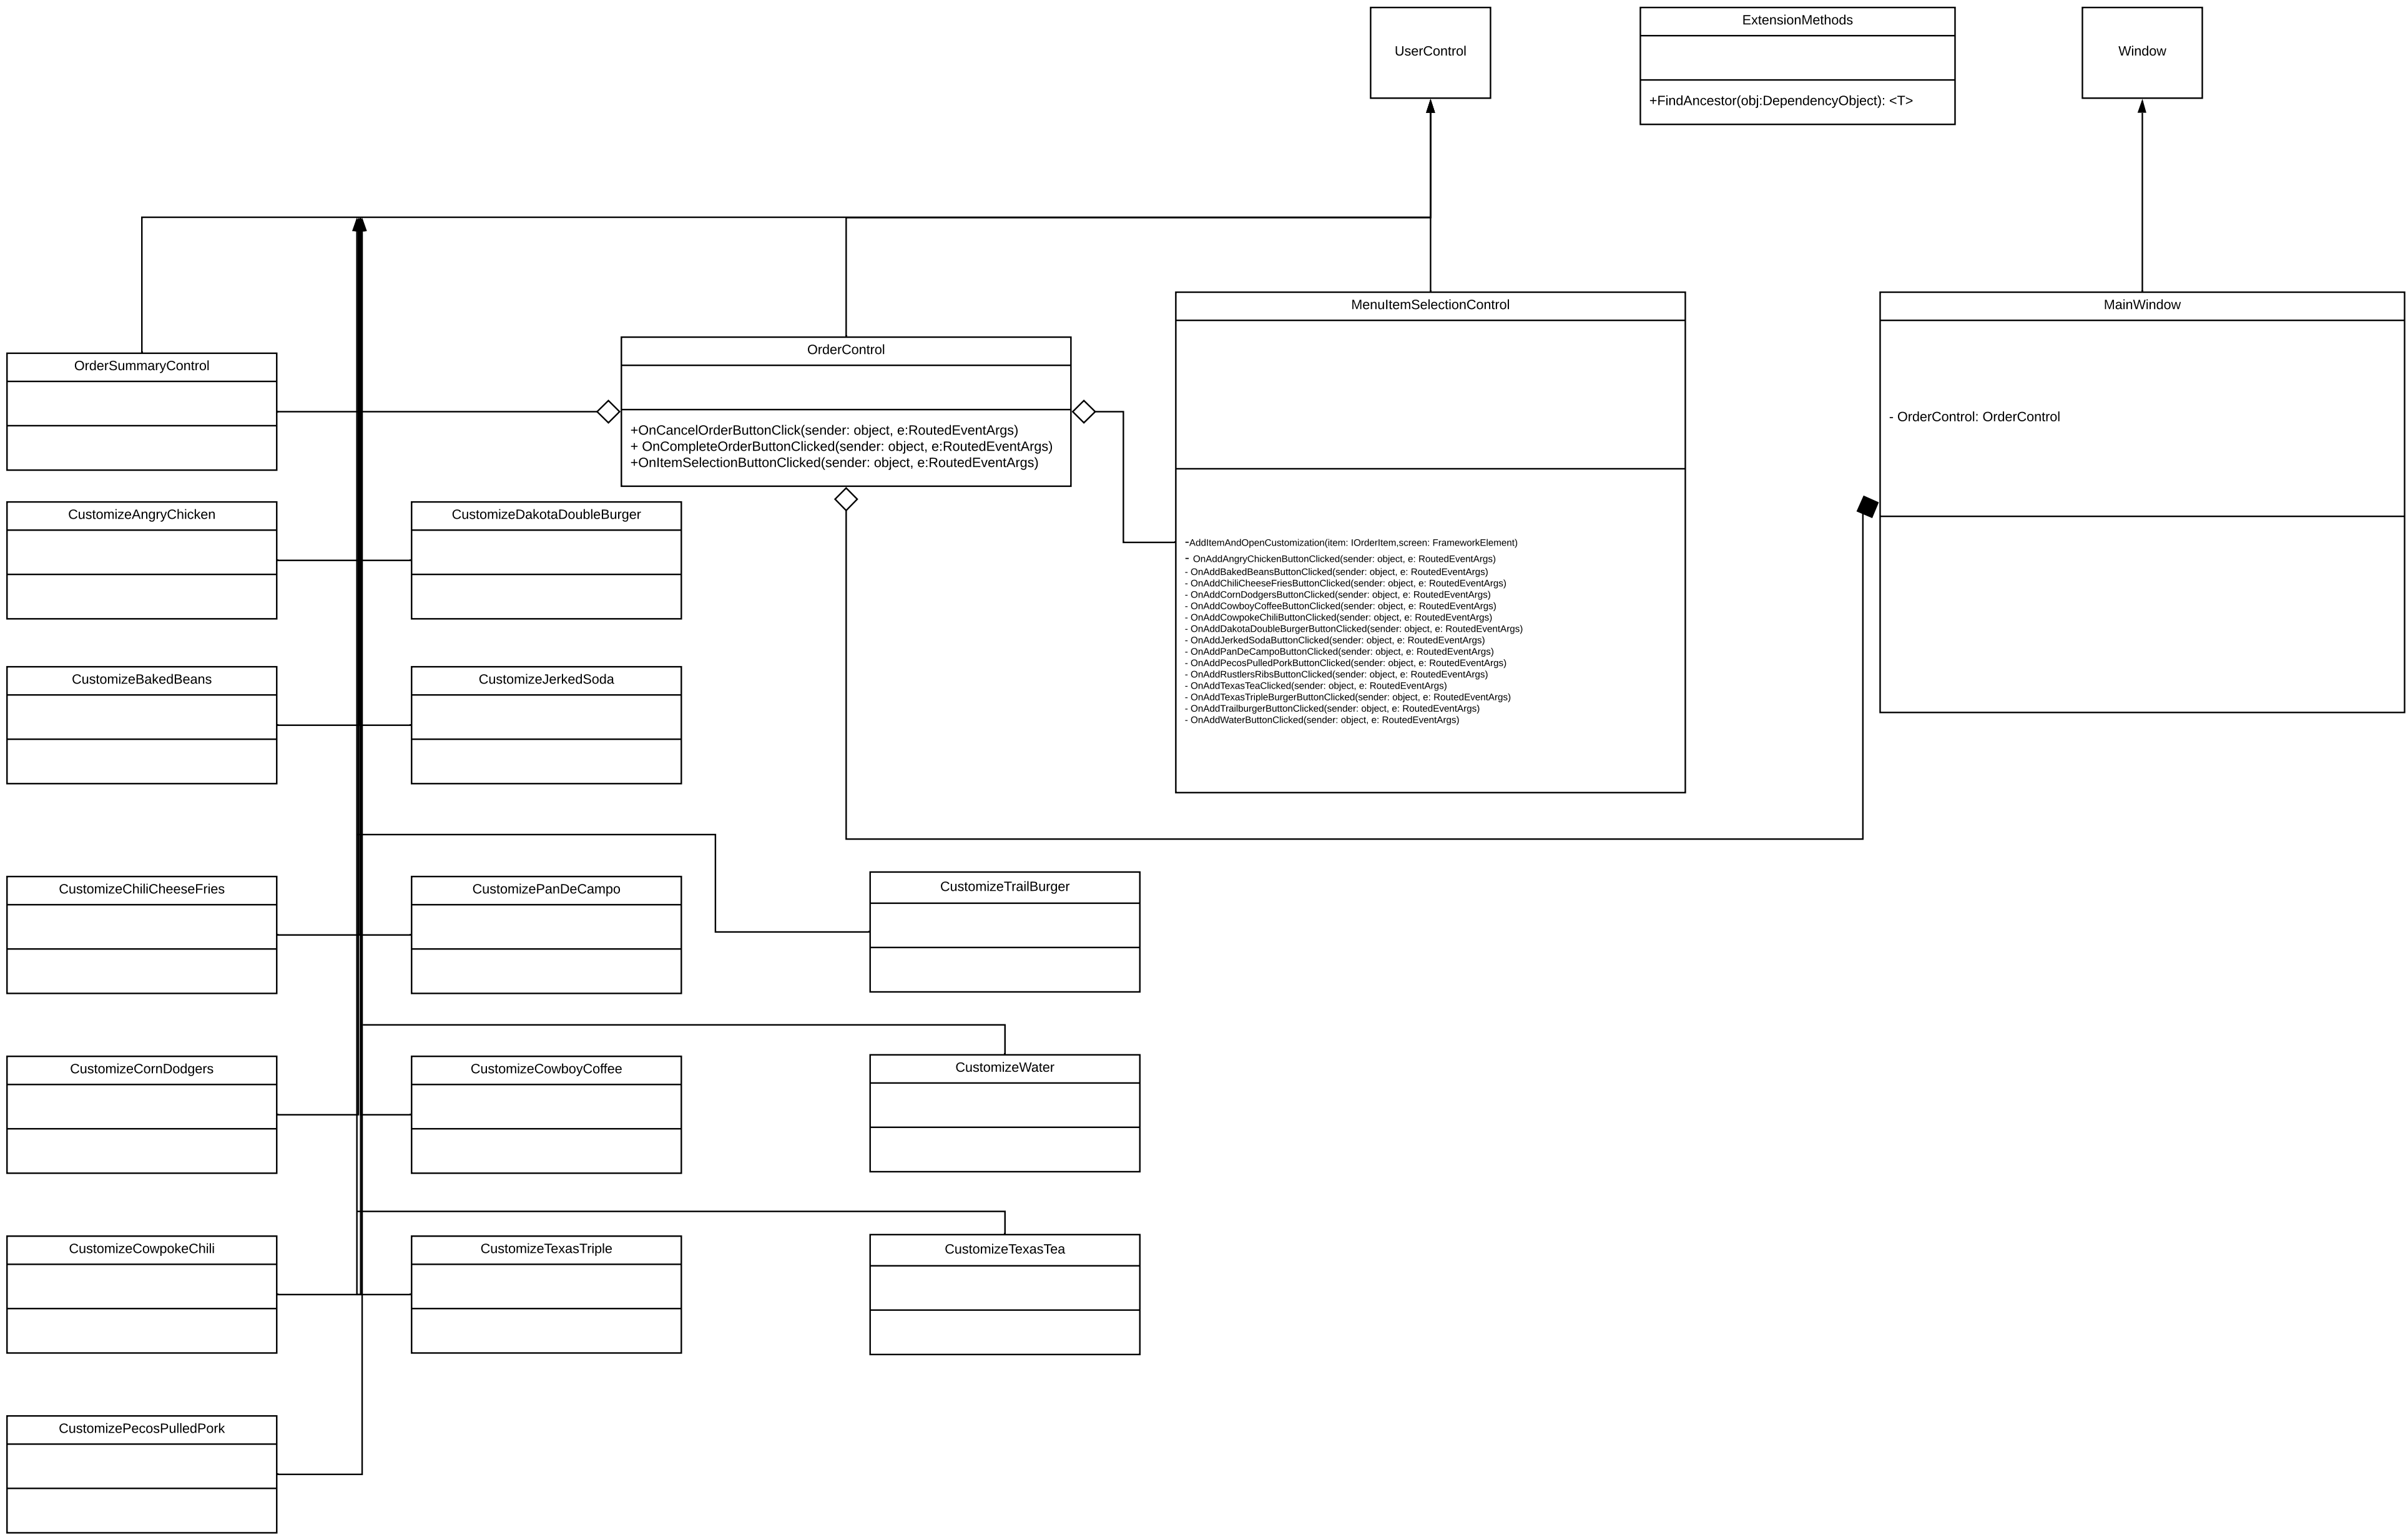 UserControl
ExtensionMethods
+FindAncestor(obj:DependencyObject): <T>
Window
OrderSummaryControl
OrderControl
+OnCancelOrderButtonClick(sender: object, e:RoutedEventArgs)
+ OnCompleteOrderButtonClicked(sender: object, e:RoutedEventArgs)
+OnItemSelectionButtonClicked(sender: object, e:RoutedEventArgs)
MenuItemSelectionControl
-AddItemAndOpenCustomization(item: IOrderItem,screen: FrameworkElement)
- OnAddAngryChickenButtonClicked(sender: object, e: RoutedEventArgs)
- OnAddBakedBeansButtonClicked(sender: object, e: RoutedEventArgs)
- OnAddChiliCheeseFriesButtonClicked(sender: object, e: RoutedEventArgs)
- OnAddCornDodgersButtonClicked(sender: object, e: RoutedEventArgs)
- OnAddCowboyCoffeeButtonClicked(sender: object, e: RoutedEventArgs)
- OnAddCowpokeChiliButtonClicked(sender: object, e: RoutedEventArgs)
- OnAddDakotaDoubleBurgerButtonClicked(sender: object, e: RoutedEventArgs)
- OnAddJerkedSodaButtonClicked(sender: object, e: RoutedEventArgs)
- OnAddPanDeCampoButtonClicked(sender: object, e: RoutedEventArgs)
- OnAddPecosPulledPorkButtonClicked(sender: object, e: RoutedEventArgs)
- OnAddRustlersRibsButtonClicked(sender: object, e: RoutedEventArgs)
- OnAddTexasTeaClicked(sender: object, e: RoutedEventArgs)
- OnAddTexasTripleBurgerButtonClicked(sender: object, e: RoutedEventArgs)
- OnAddTrailburgerButtonClicked(sender: object, e: RoutedEventArgs)
- OnAddWaterButtonClicked(sender: object, e: RoutedEventArgs)
MainWindow
- OrderControl: OrderControl
CustomizeAngryChicken
CustomizeDakotaDoubleBurger
CustomizeBakedBeans
CustomizeJerkedSoda
CustomizeChiliCheeseFries
CustomizePanDeCampo
CustomizeTrailBurger
CustomizeCornDodgers
CustomizeCowboyCoffee
CustomizeWater
CustomizeCowpokeChili
CustomizeTexasTriple
CustomizeTexasTea
CustomizePecosPulledPork